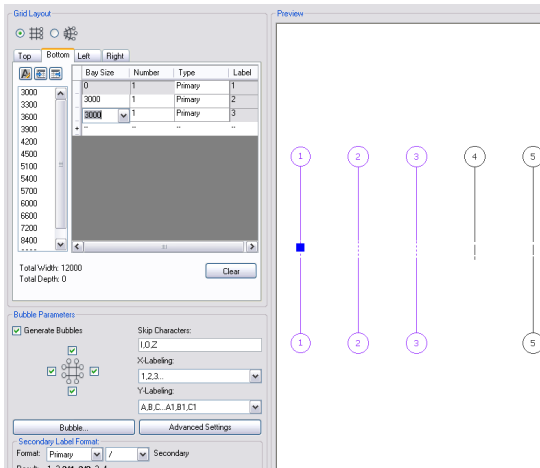 Grid Layout
Top Bottom Left Right
Bay Size Number Type Label
0 1 Primary 1
3000 1 Primary 2
3000 1 Primary 3
+ -- -- -- --
3000
3300
3600
3900
4200
4500
5100
5400
5700
6000
6600
7200
8400
Total Width: 12000
Total Depth: 0
Clear
Bubble Parameters
Generate Bubbles
Skip Characters:
I,O,Z
X-Labeling:
1,2,3...
Y-Labeling:
A,B,C...A1,B1,C1
Bubble...
Advanced Settings
Secondary Label Format:
Format: Primary / Secondary
Preview
1 2 3 4 5
1 2 3 5